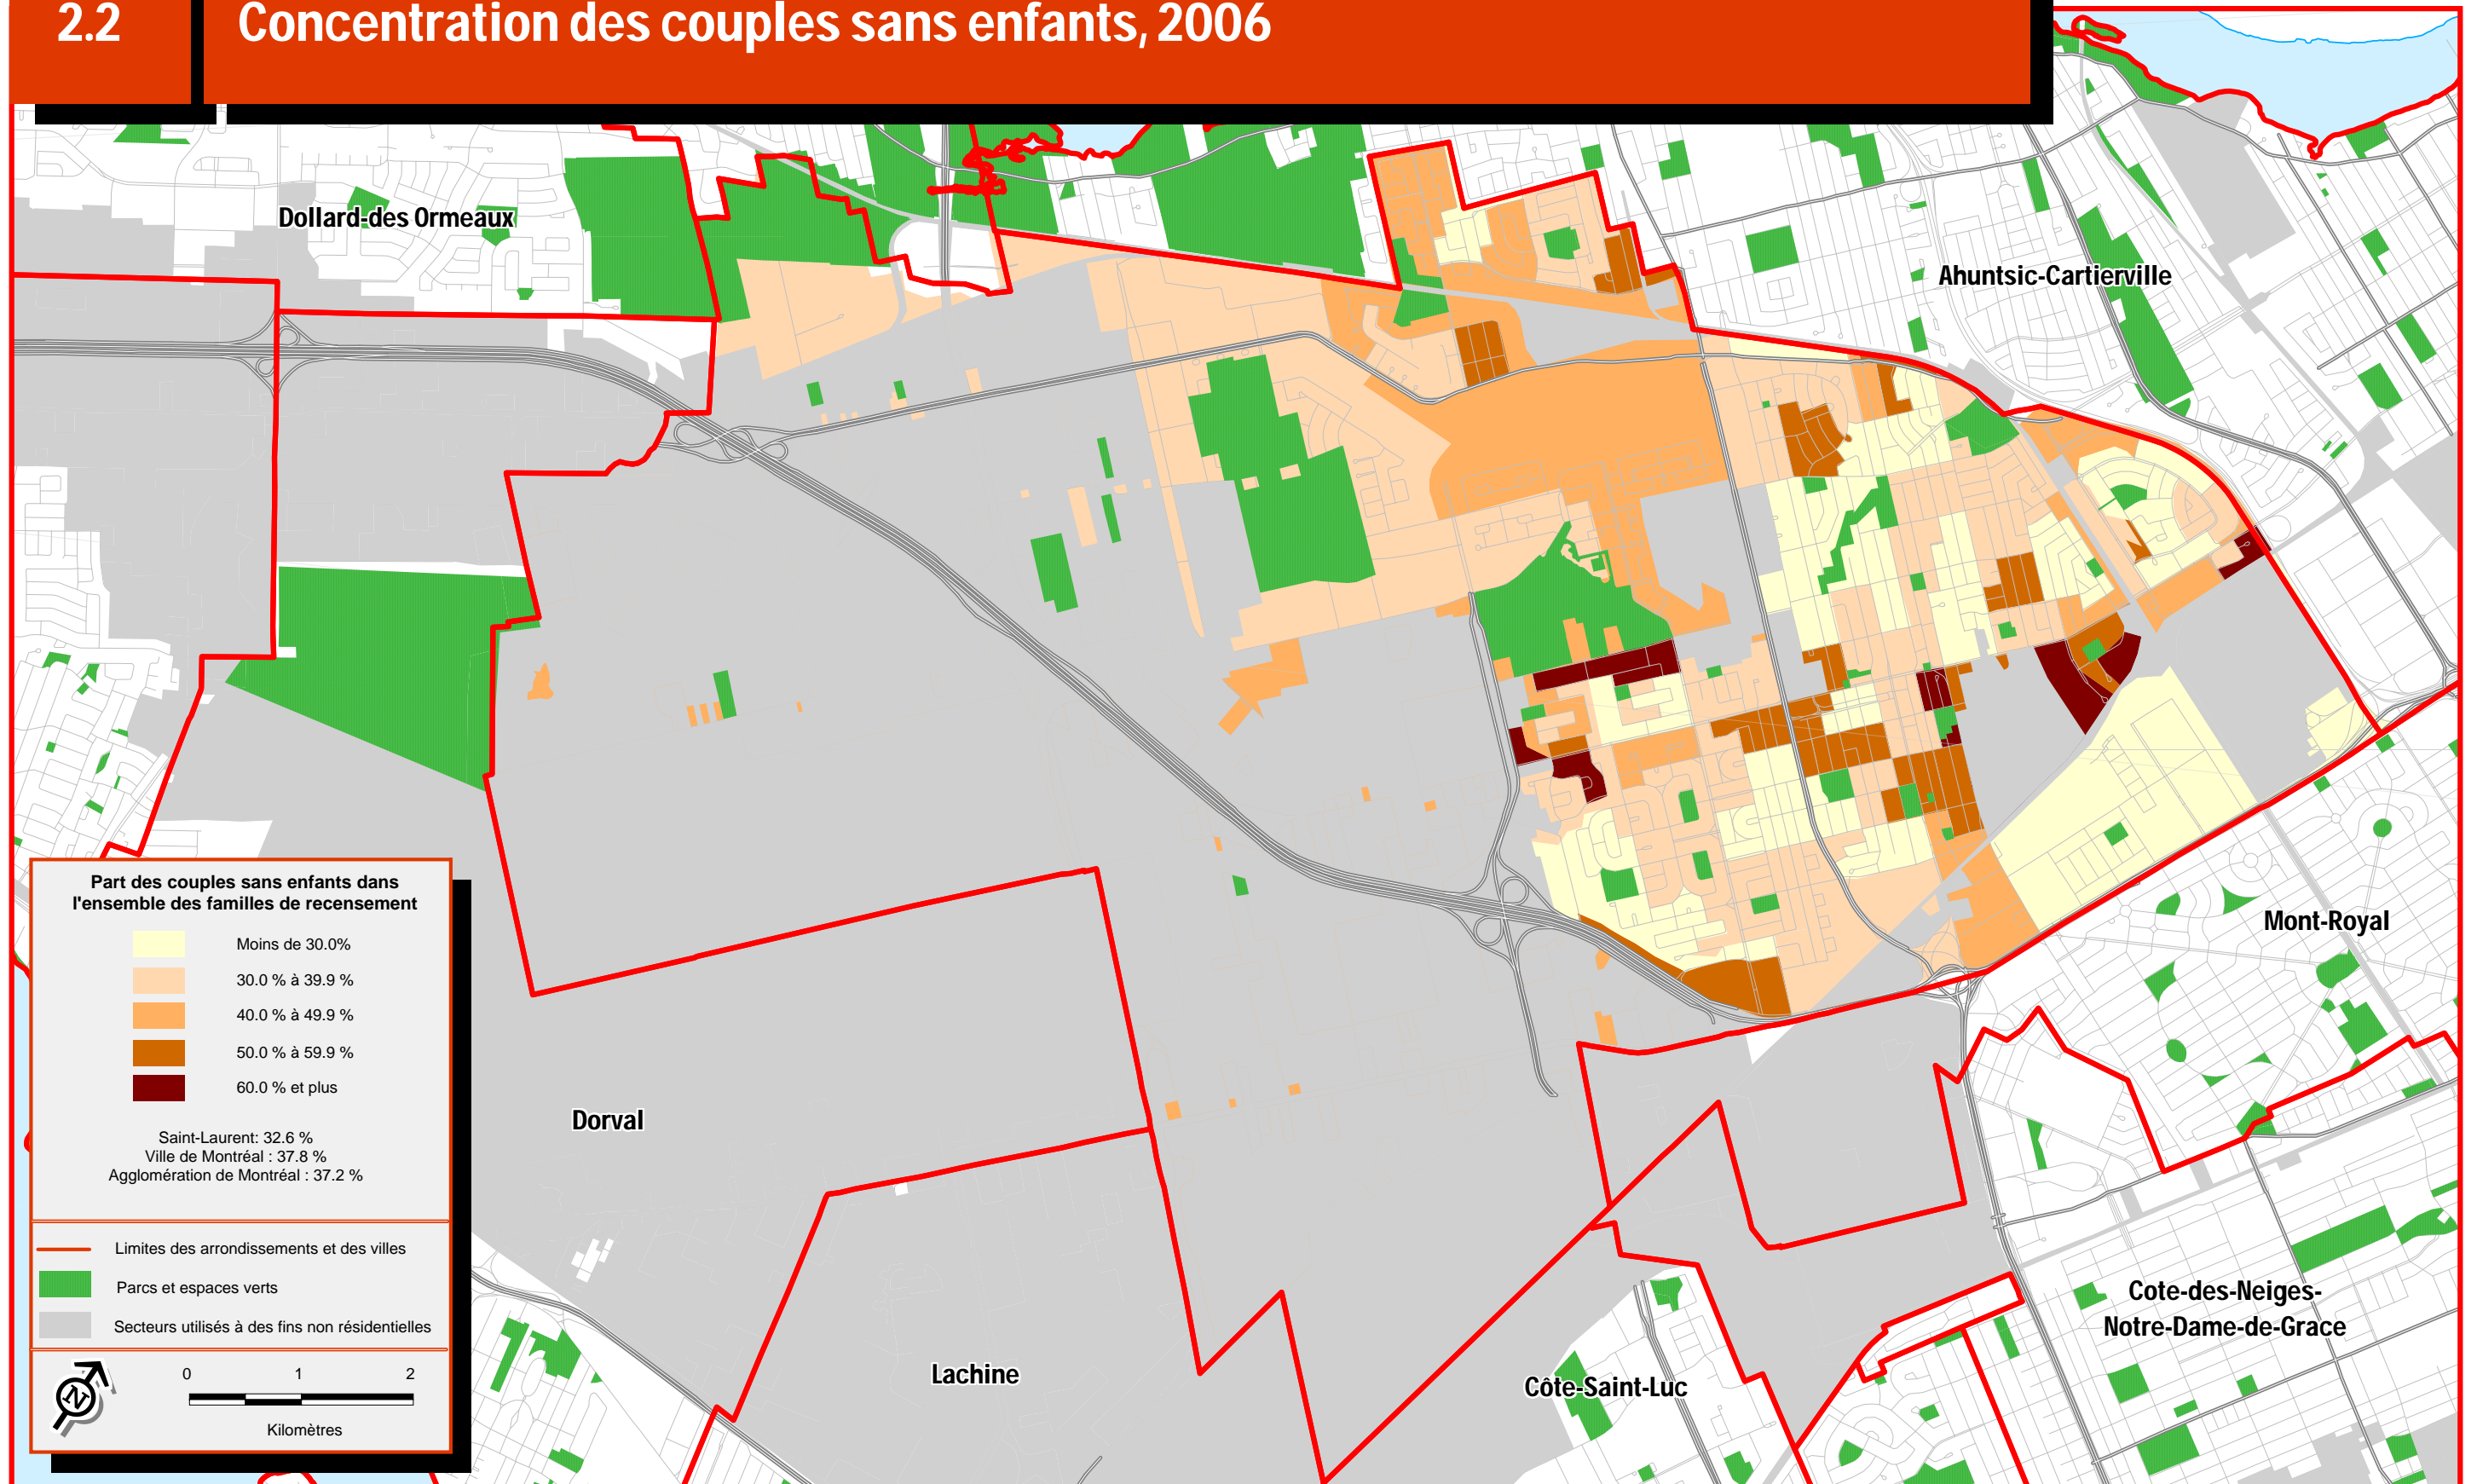 2.2 Concentration des couples sans enfants, 2006
Dollard-des Ormeaux
Ahuntsic-Cartierville
Mont-Royal
Dorval
Lachine
Côte-Saint-Luc
Cote-des-Neiges-
Notre-Dame-de-Grace
Part des couples sans enfants dans
l'ensemble des familles de recensement
Moins de 30.0%
30.0 % à 39.9 %
40.0 % à 49.9 %
50.0 % à 59.9 %
60.0 % et plus
Saint-Laurent: 32.6 %
Ville de Montréal : 37.8 %
Agglomération de Montréal : 37.2 %
Limites des arrondissements et des villes
Parcs et espaces verts
Secteurs utilisés à des fins non résidentielles
N
0 1 2
Kilomètres